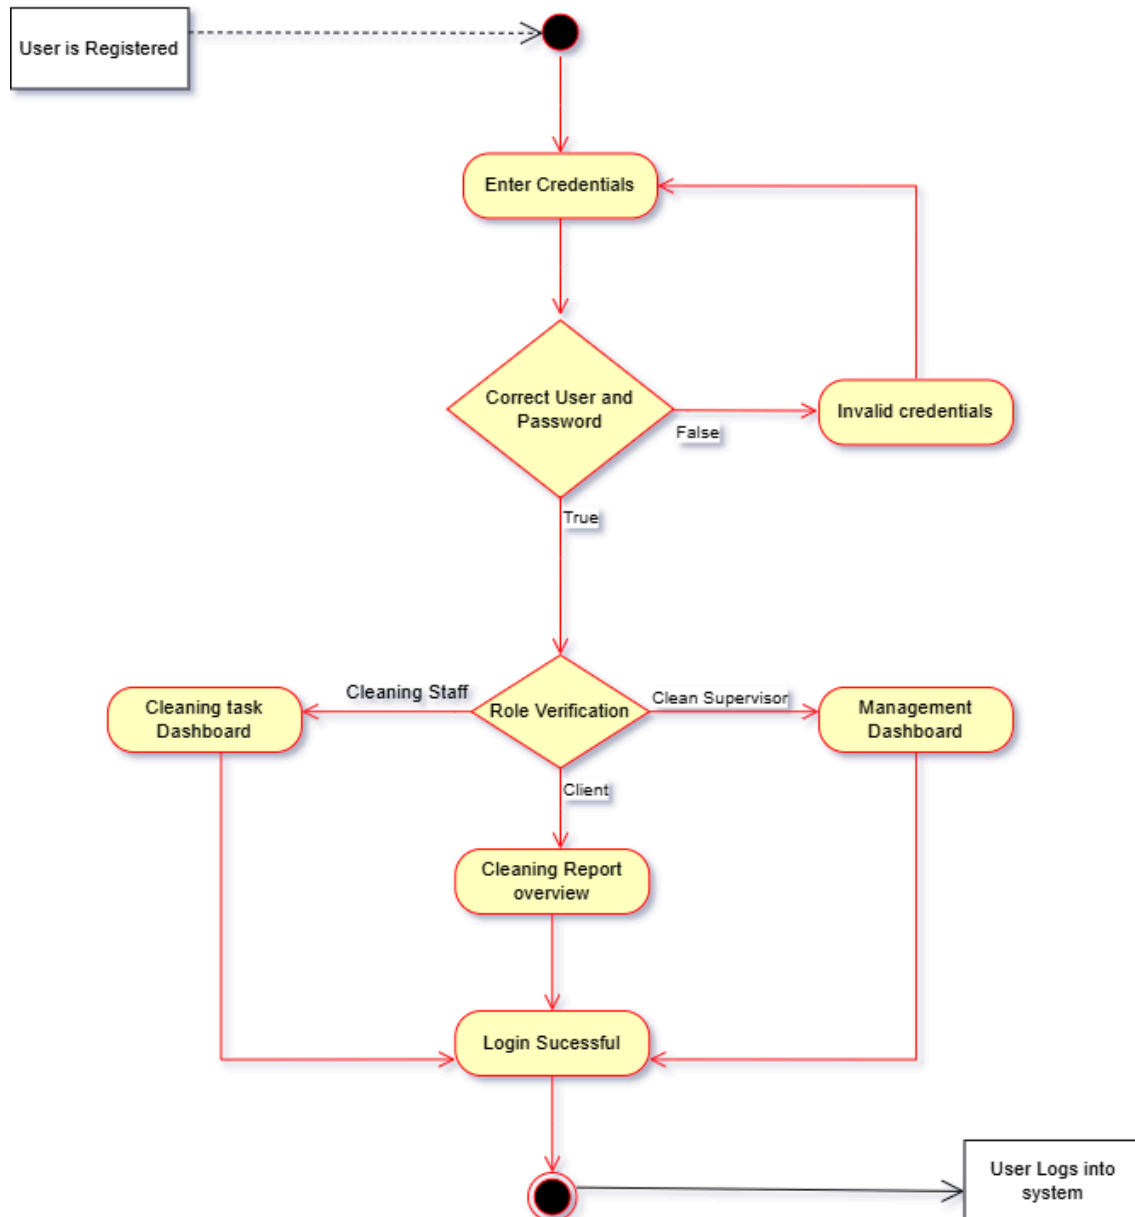 User is Registered
Enter Credentials
Correct User and
Password
False
Invalid credentials
True
Cleaning task
Dashboard
Cleaning Staff
Role Verification
Clean Supervisor
Management
Dashboard
Client
Cleaning Report
overview
Login Sucessful
User Logs into
system